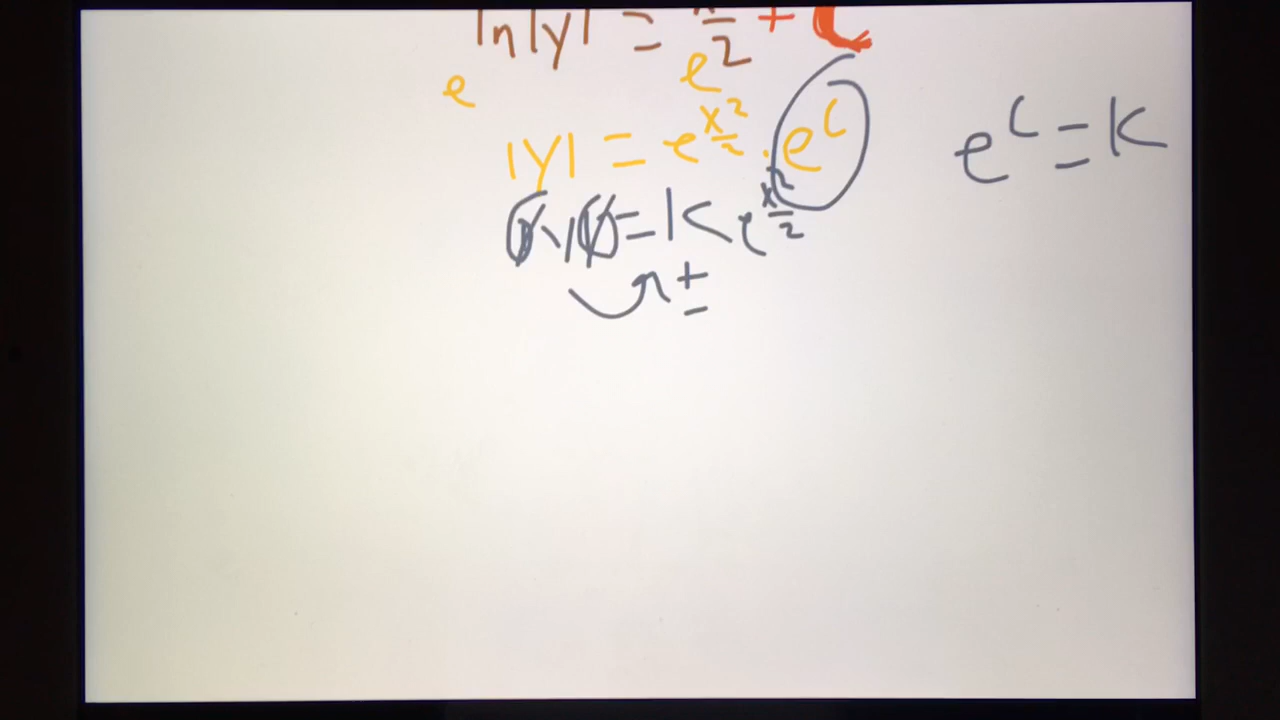 ln|y| = x²/2 + C
e e
|y| = e^(x²/2) · e^C
e^C = K
|y| = K e^(x²/2)
±